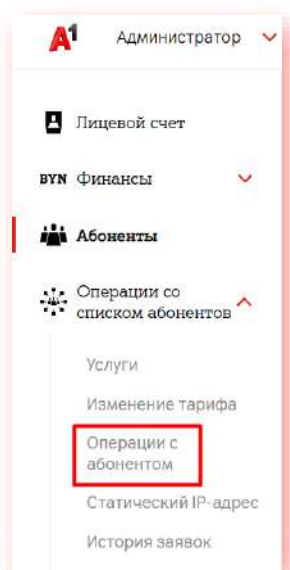 A1 Администратор
Лицевой счет
BYN Финансы
Абоненты
Операции со
списком абонентов
Услуги
Изменение тарифа
Операции с
абонентом
Статический IP-адрес
История заявок